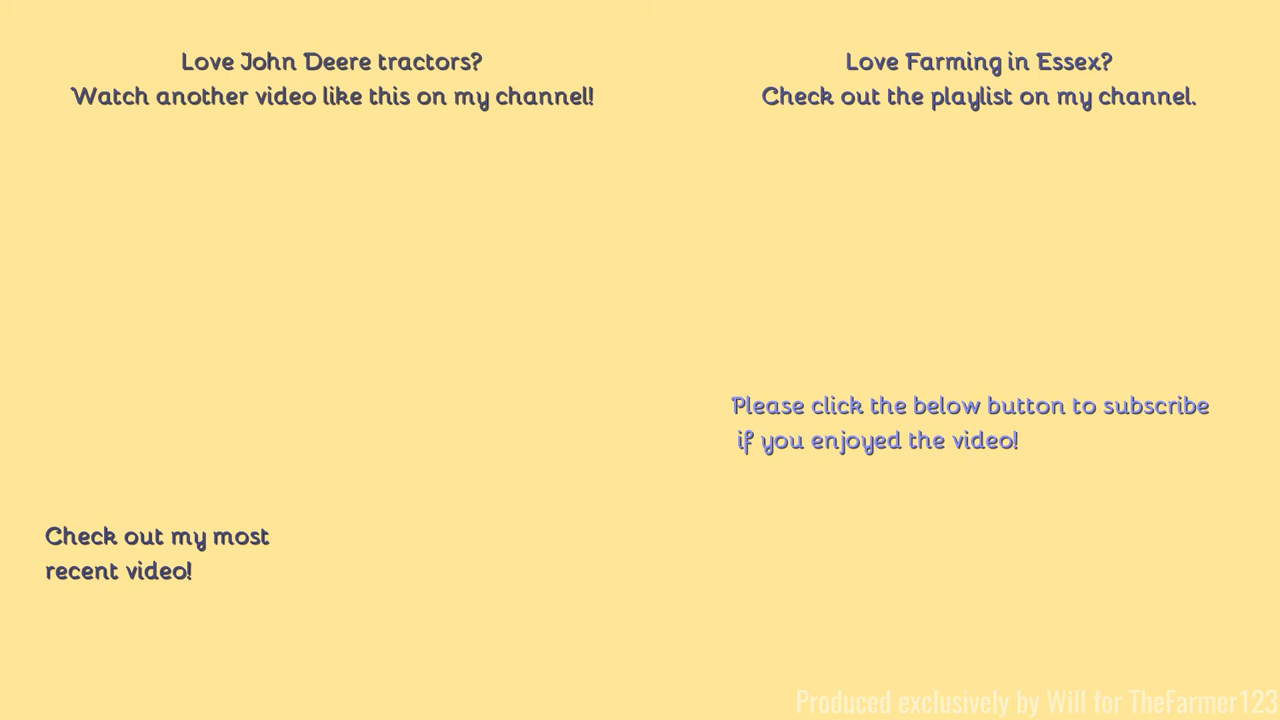 Love John Deere tractors?
Watch another video like this on my channel!
Love Farming in Essex?
Check out the playlist on my channel.
Please click the below button to subscribe
if you enjoyed the video!
Check out my most
recent video!
Produced exclusively by Will for TheFarmer123